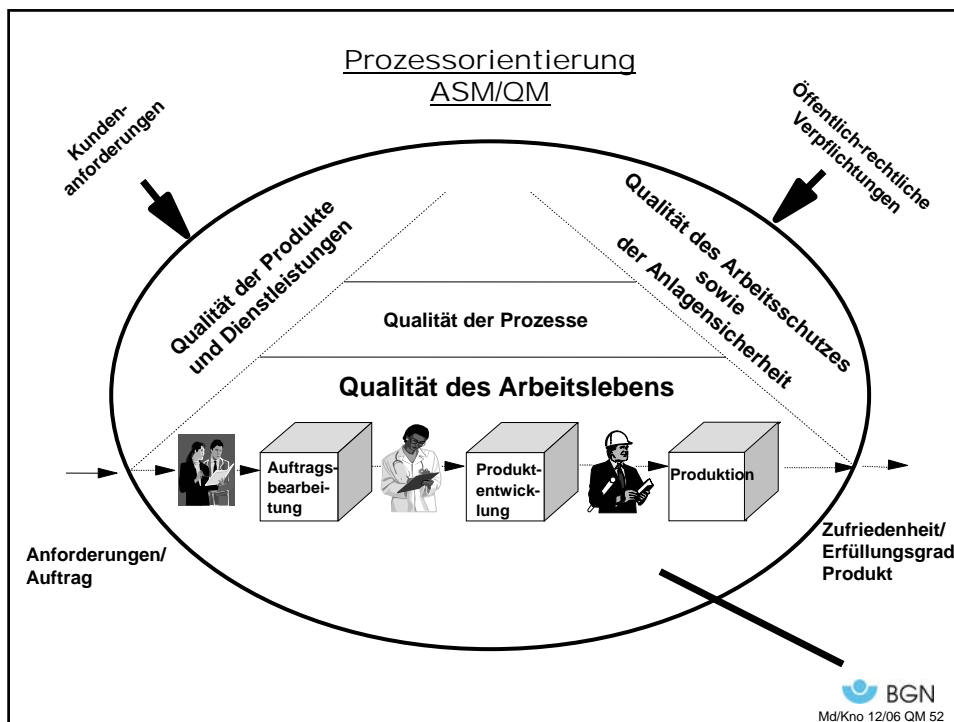 Prozessorientierung
ASM/QM
Kunden-
anforderungen
Öffentlich-rechtliche
Verpflichtungen
Qualität der Produkte
und Dienstleistungen
Qualität des Arbeitsschutzes
sowie
der Anlagensicherheit
Qualität der Prozesse
Qualität des Arbeitslebens
Auftrags-
bearbei-
tung
Produkt-
entwick-
lung
Produktion
Anforderungen/
Auftrag
Zufriedenheit/
Erfüllungsgrad
Produkt
BGN
Md/Kno 12/06 QM 52